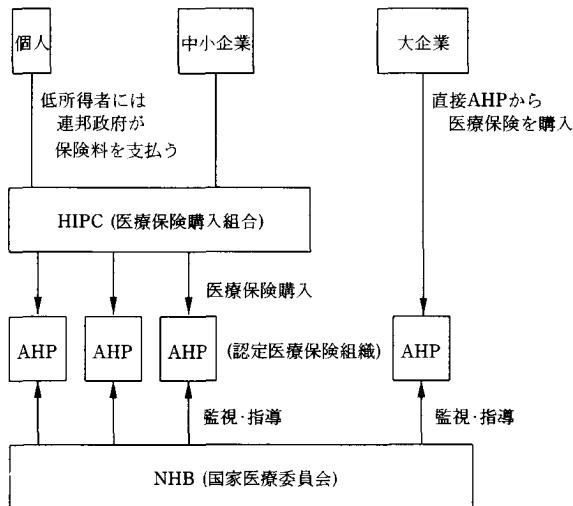 個人
中小企業
大企業
低所得者には
連邦政府が
保険料を支払う
直接AHPから
医療保険を購入
HIPC (医療保険購入組合)
医療保険購入
AHP
AHP
AHP
(認定医療保険組織)
AHP
監視·指導
監視·指導
NHB (国家医療委員会)